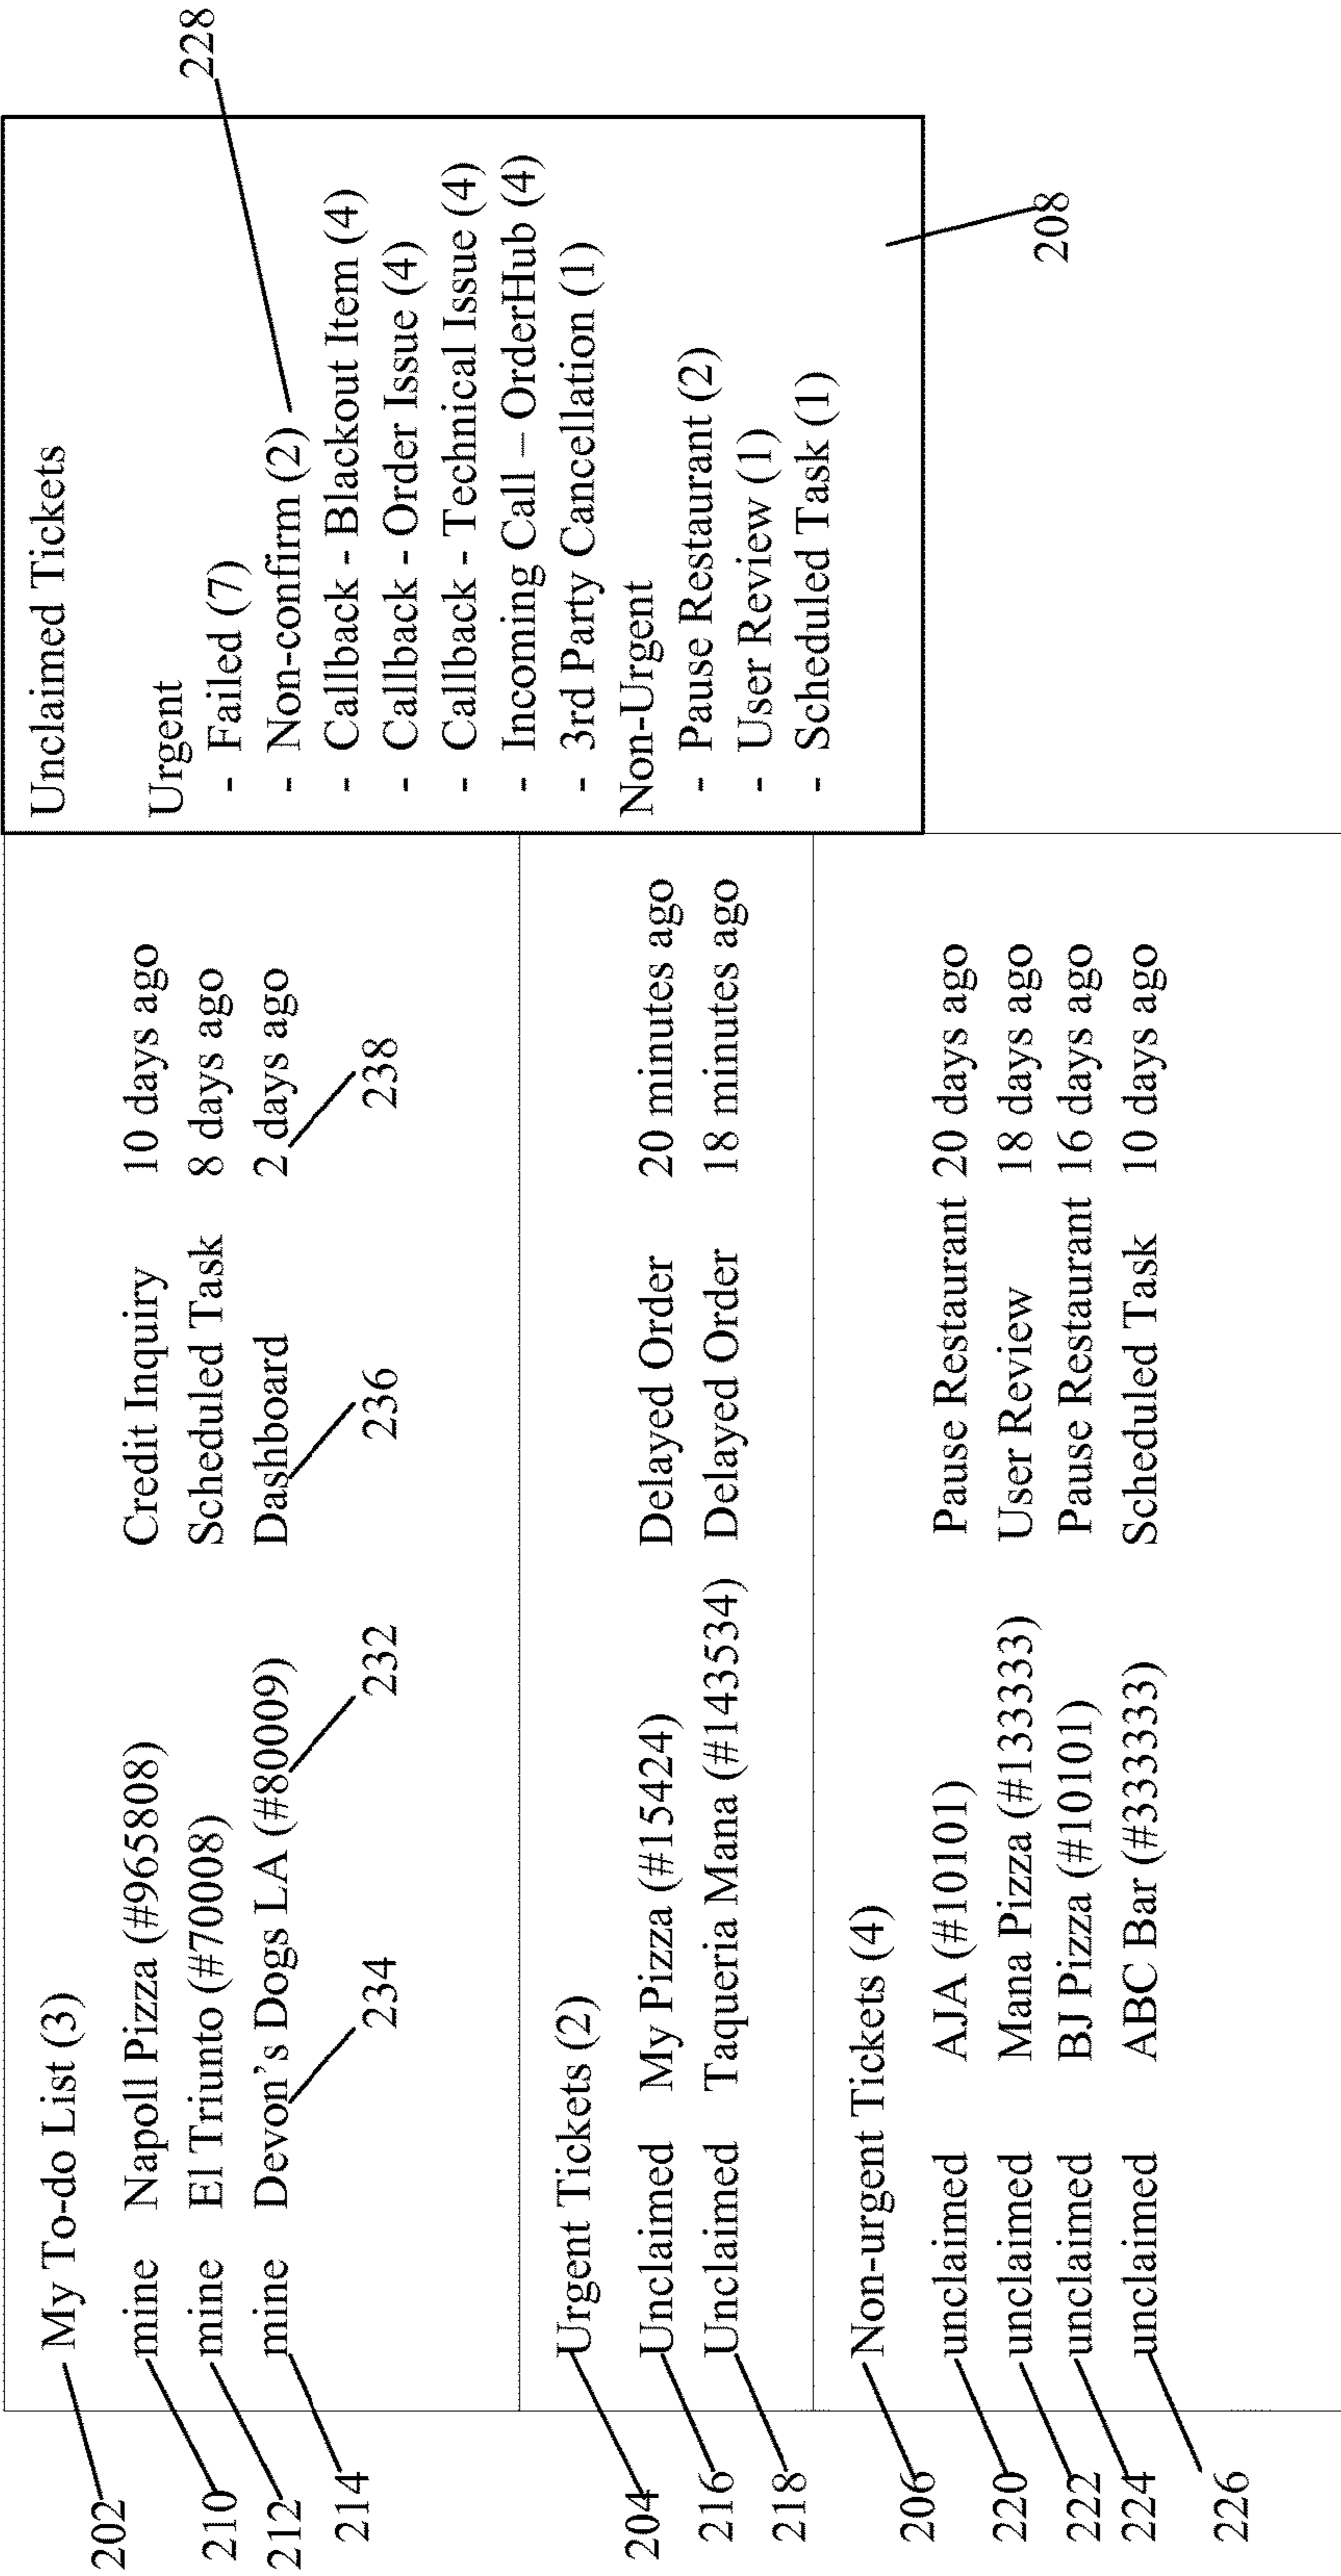 202 My To-do List (3)
210 mine Napoll Pizza (#965808) Credit Inquiry 10 days ago
212 mine El Triunto (#70008) Scheduled Task 8 days ago
214 mine Devon's Dogs LA (#80009) Dashboard 2 days ago
234 232 236 238
204 Urgent Tickets (2)
216 Unclaimed My Pizza (#15424) Delayed Order 20 minutes ago
218 Unclaimed Taqueria Mana (#143534) Delayed Order 18 minutes ago
206 Non-urgent Tickets (4)
220 unclaimed AJA (#10101) Pause Restaurant 20 days ago
222 unclaimed Mana Pizza (#133333) User Review 18 days ago
224 unclaimed BJ Pizza (#10101) Pause Restaurant 16 days ago
226 unclaimed ABC Bar (#333333) Scheduled Task 10 days ago
Unclaimed Tickets
Urgent
- Failed (7)
- Non-confirm (2) 228
- Callback - Blackout Item (4)
- Callback - Order Issue (4)
- Callback - Technical Issue (4)
- Incoming Call – OrderHub (4)
- 3rd Party Cancellation (1)
Non-Urgent
- Pause Restaurant (2)
- User Review (1)
- Scheduled Task (1)
208